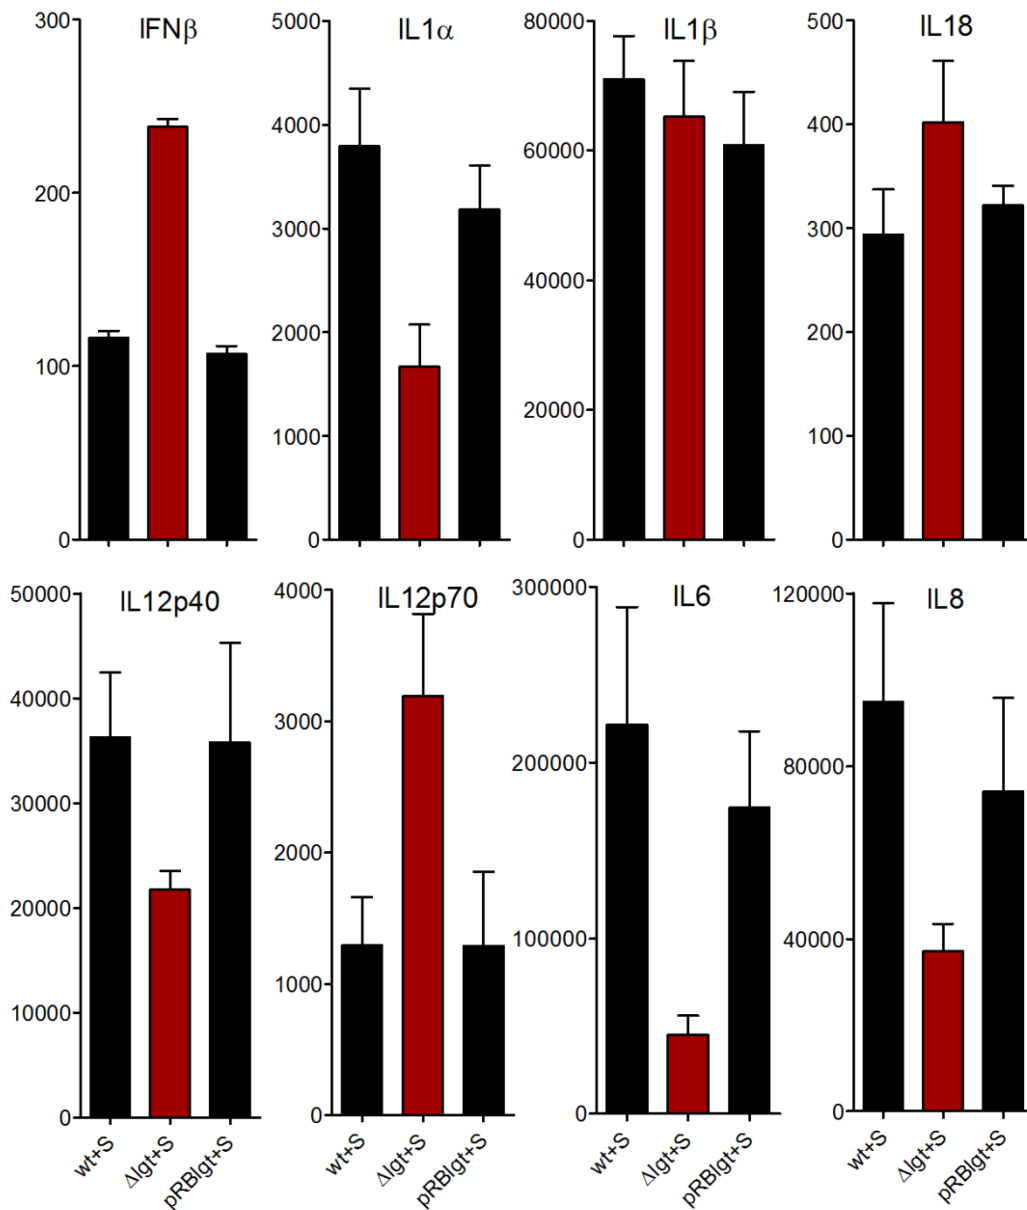 IFNβ
300
200
100
0
IL1α
5000
4000
3000
2000
1000
0
IL1β
80000
60000
40000
20000
0
IL18
500
400
300
200
100
0
IL12p40
50000
40000
30000
20000
10000
0
wt+S
Δlgt+S
pRBlgt+S
IL12p70
4000
3000
2000
1000
0
wt+S
Δlgt+S
pRBlgt+S
IL6
300000
200000
100000
0
wt+S
Δlgt+S
pRBlgt+S
IL8
120000
80000
40000
0
wt+S
Δlgt+S
pRBlgt+S